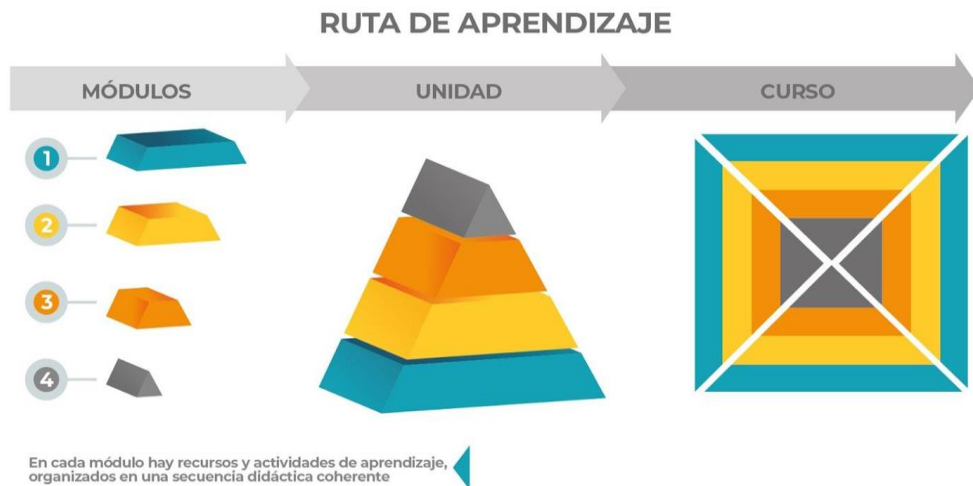 RUTA DE APRENDIZAJE
MÓDULOS
UNIDAD
CURSO
1
2
3
4
En cada módulo hay recursos y actividades de aprendizaje,
organizados en una secuencia didáctica coherente